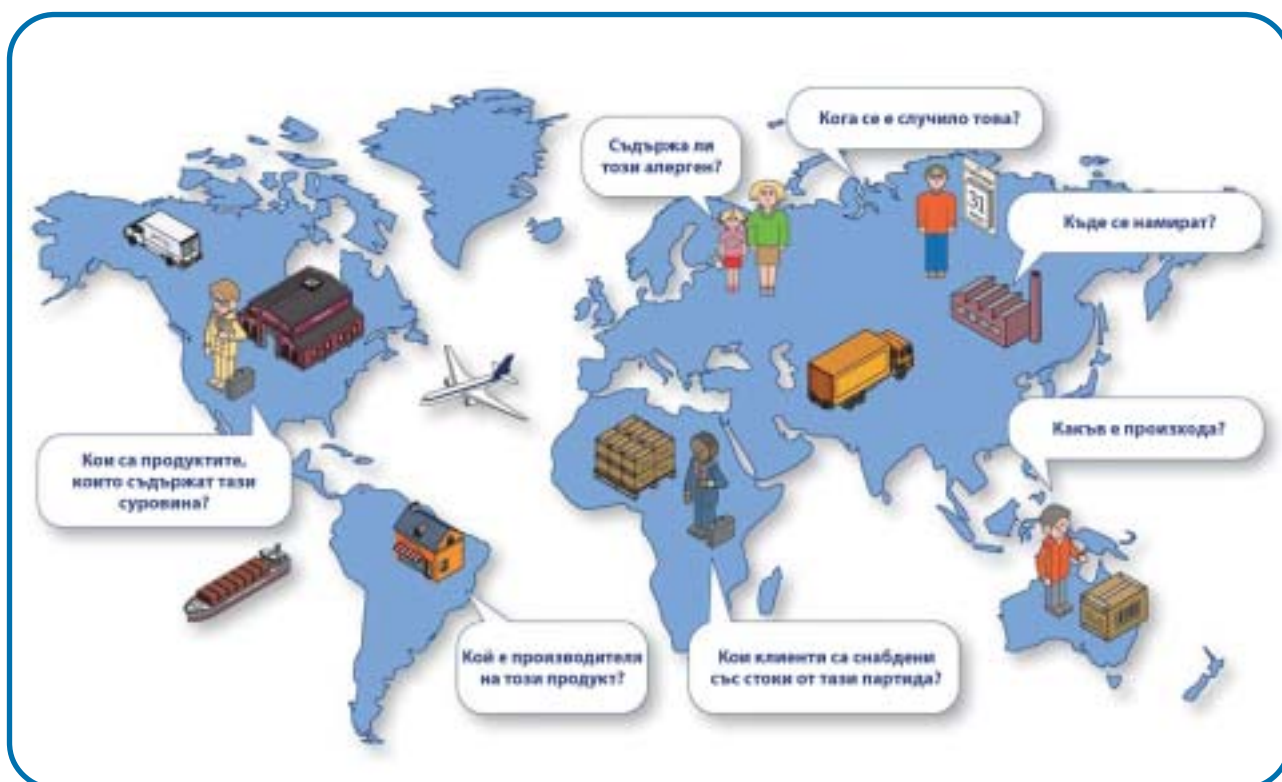 Кога се е случило това?
Съдържа ли
този алерген?
Къде се намират?
Какъв е произхода?
Кои са продуктите,
които съдържат тази
суровина?
Кой е производителя
на този продукт?
Кои клиенти са снабдени
със стоки от тази партида?
31